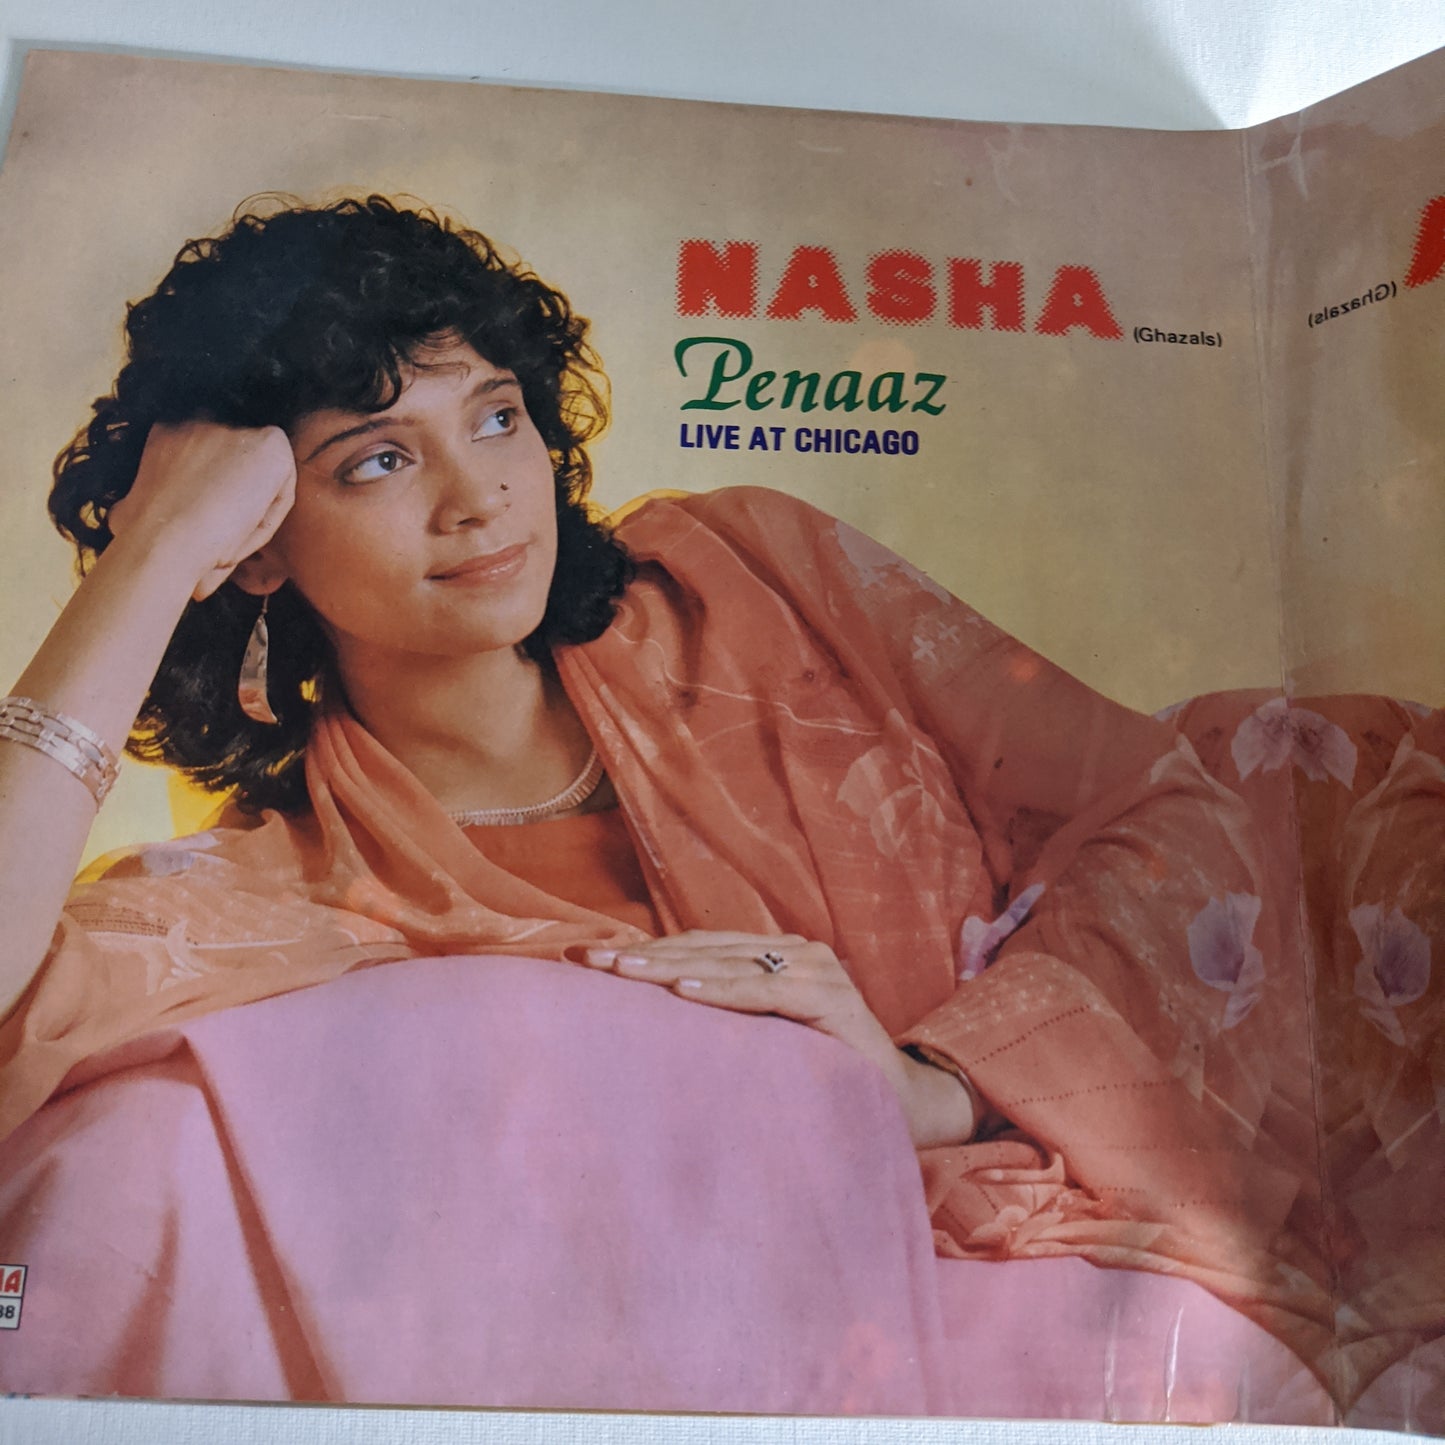 NASHA (Ghazals)
Penaaz
LIVE AT CHICAGO
(Ghazals)